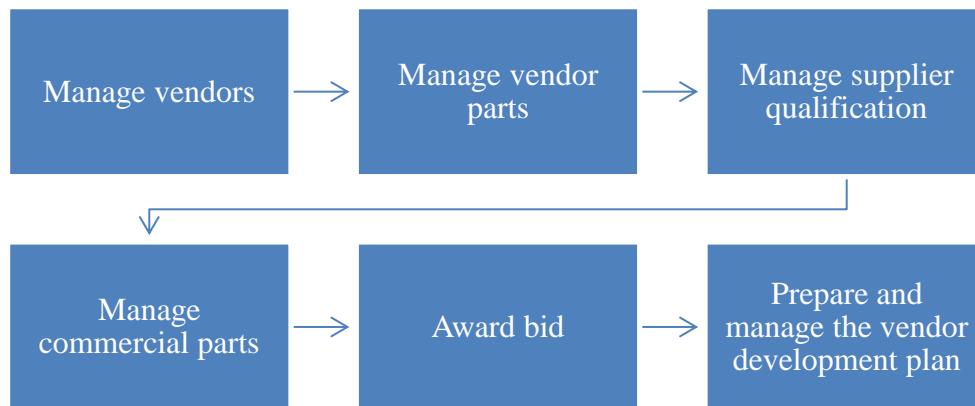 Manage vendors
Manage vendor
parts
Manage supplier
qualification
Manage
commercial parts
Award bid
Prepare and
manage the vendor
development plan